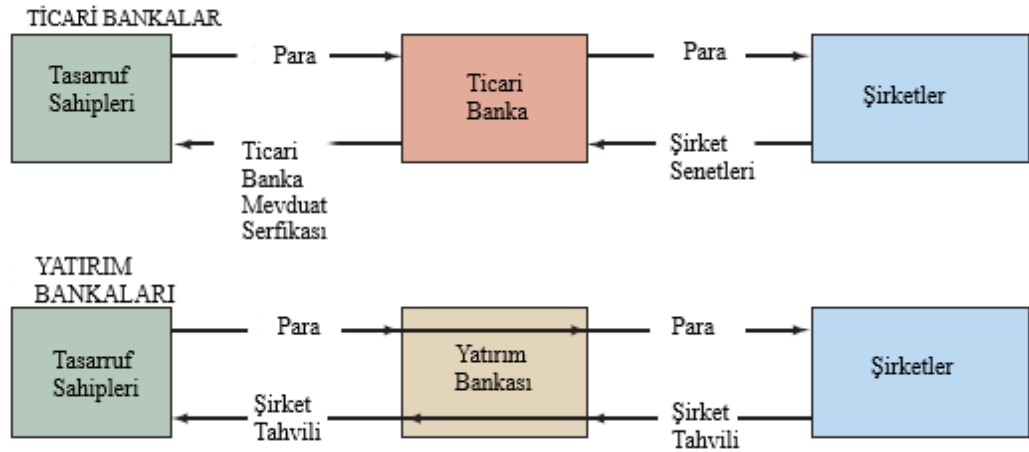 TİCARİ BANKALAR
Tasarruf
Sahipleri
Para
Ticari
Banka
Para
Şirketler
Ticari
Banka
Mevduat
Serfikası
Şirket
Senetleri
YATIRIM
BANKALARI
Tasarruf
Sahipleri
Para
Yatırım
Bankası
Para
Şirketler
Şirket
Tahvili
Şirket
Tahvili